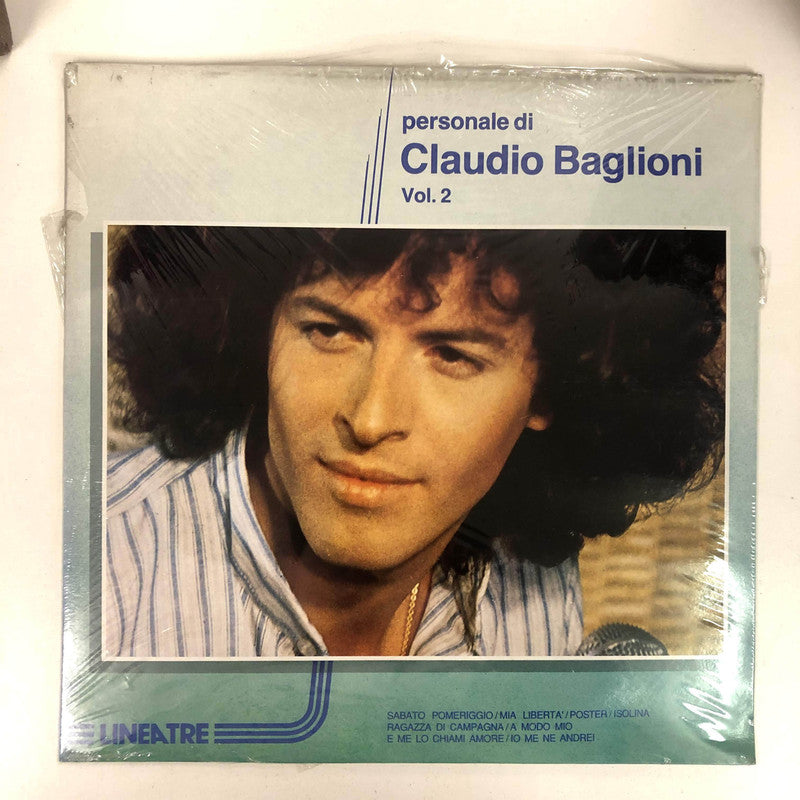 personale di
Claudio Baglioni
Vol. 2
SABATO POMERIGGIO/MIA LIBERTA'/POSTER/ISOLINA
RAGAZZA DI CAMPAGNA/A MODO MIO
E ME LO CHIAMI AMORE/IO ME NE ANDREI
LINEATRE